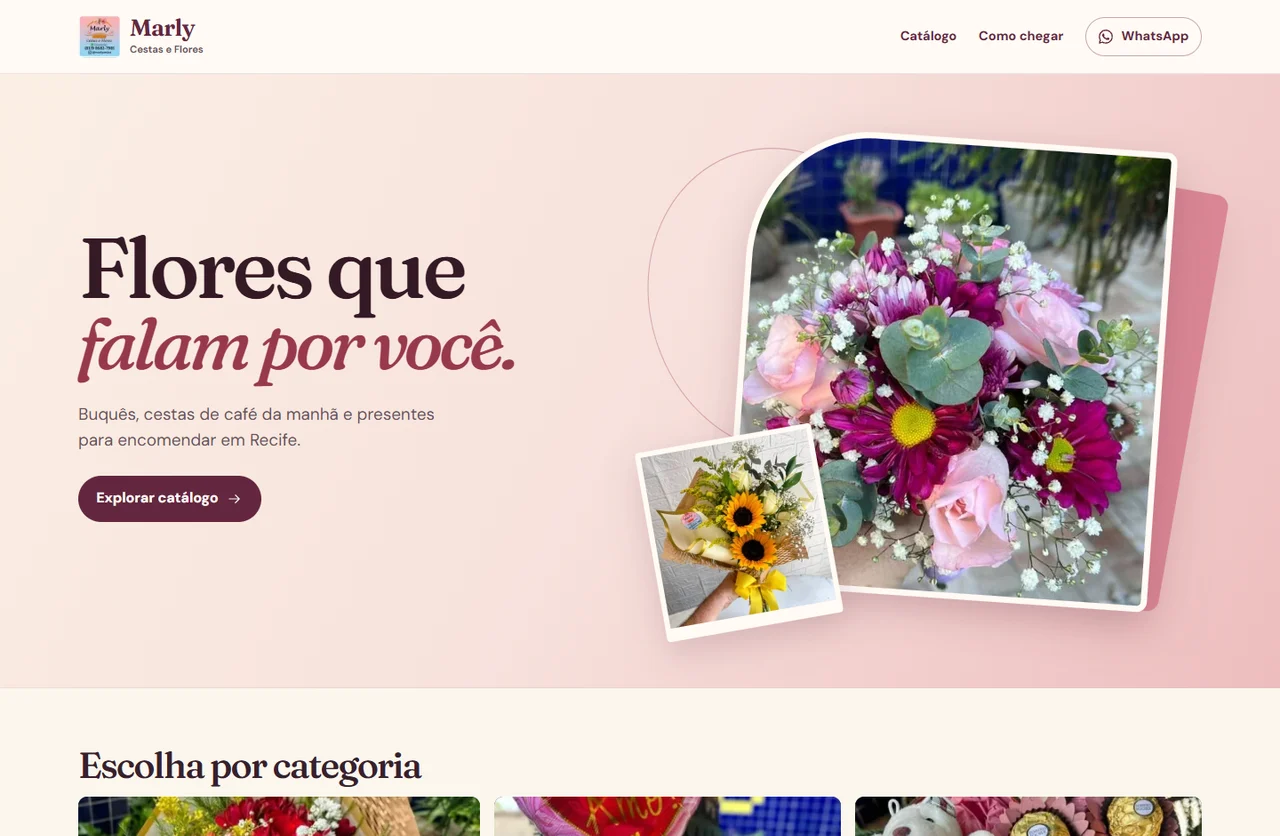 Marly
Cestas e Flores
Catálogo
Como chegar
WhatsApp
Flores que
falam por você.
Buquês, cestas de café da manhã e presentes
para encomendar em Recife.
Explorar catálogo →
Escolha por categoria
Amo!